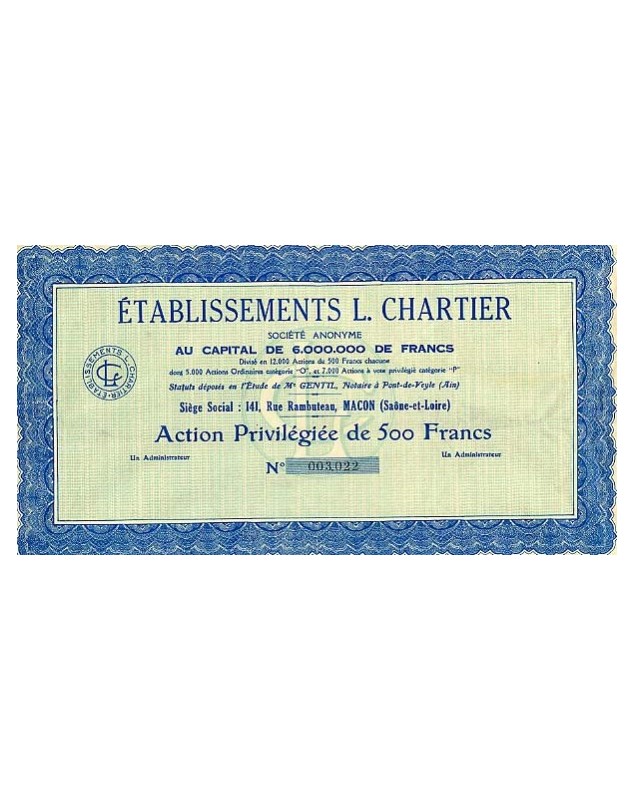 ÉTABLISSEMENTS L. CHARTIER
SOCIÉTÉ ANONYME
AU CAPITAL DE 6.000.000 DE FRANCS
Divisé en 12.000 Actions de 500 Francs chacune
dont 5.000 Actions Ordinaires catégorie "O", et 7.000 Actions à vote privilégié catégorie "P"
Statuts déposés en l'Étude de Mᵉ GENTIL, Notaire à Pont-de-Veyle (Ain)
ÉTABLISSEMENTS L. CHARTIER
Siège Social : 141, Rue Rambuteau, MACON (Saône-et-Loire)
Action Privilégiée de 500 Francs
Un Administrateur
Un Administrateur
N° 003,022